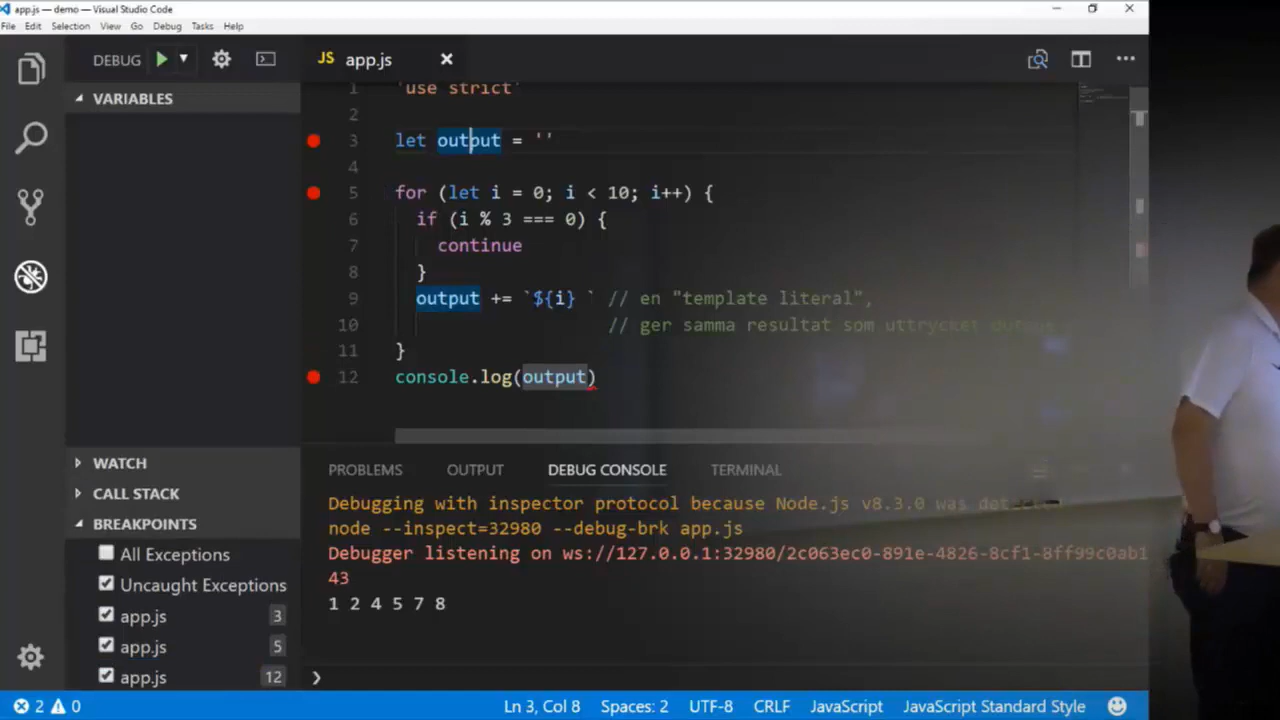 app.js — demo — Visual Studio Code
File Edit Selection View Go Debug Tasks Help
DEBUG
JS app.js
VARIABLES
1 'use strict'
2
3 let output = ''
4
5 for (let i = 0; i < 10; i++) {
6 if (i % 3 === 0) {
7 continue
8 }
9 output += `${i} ` // en "template literal",
10 // ger samma resultat som uttrycket
11 }
12 console.log(output)
WATCH
CALL STACK
BREAKPOINTS
All Exceptions
Uncaught Exceptions
app.js 3
app.js 5
app.js 12
PROBLEMS OUTPUT DEBUG CONSOLE TERMINAL
Debugging with inspector protocol because Node.js v8.3.0 was
node --inspect=32980 --debug-brk app.js
Debugger listening on ws://127.0.0.1:32980/2c063ec0-891e-4826-8cf1-8ff99c0ab1
43
1 2 4 5 7 8
2 0
Ln 3, Col 8 Spaces: 2 UTF-8 CRLF JavaScript JavaScript Standard Style